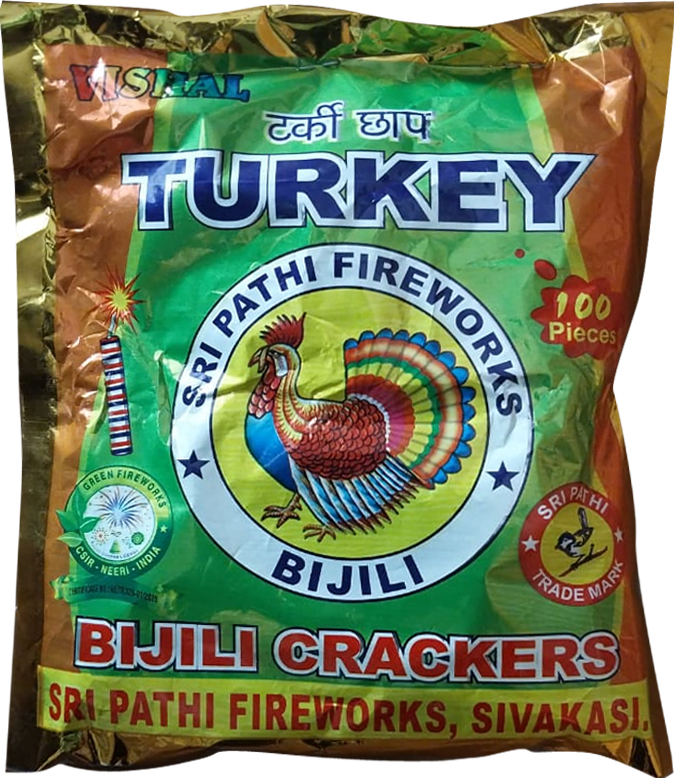 VISHAL
टर्की छाप
TURKEY
SRI PATHI FIREWORKS
BIJILI
100
Pieces
GREEN FIREWORKS
CSIR - NEERI - INDIA
SRI PATHI
TRADE MARK
BIJILI CRACKERS
SRI PATHI FIREWORKS, SIVAKASI.